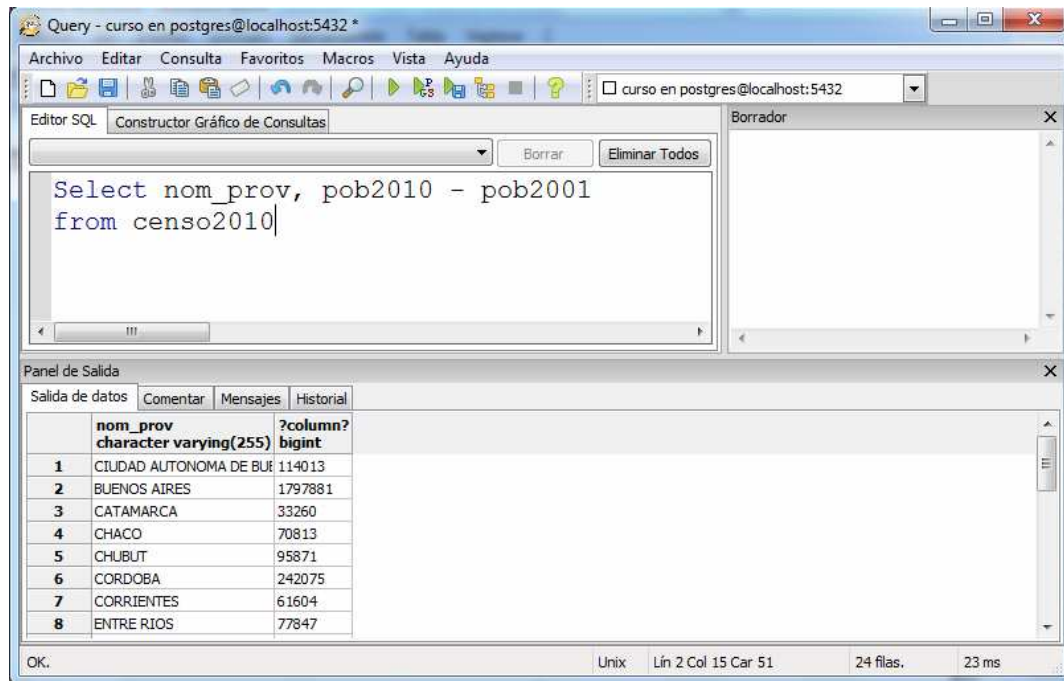 Query - curso en postgres@localhost:5432 *
Archivo Editar Consulta Favoritos Macros Vista Ayuda
curso en postgres@localhost:5432
Editor SQL Constructor Gráfico de Consultas
Borrador
Borrar Eliminar Todos
Select nom_prov, pob2010 - pob2001
from censo2010
Panel de Salida
Salida de datos Comentar Mensajes Historial
nom_prov ?column?
character varying(255) bigint
1 CIUDAD AUTONOMA DE BUE 114013
2 BUENOS AIRES 1797881
3 CATAMARCA 33260
4 CHACO 70813
5 CHUBUT 95871
6 CORDOBA 242075
7 CORRIENTES 61604
8 ENTRE RIOS 77847
OK. Unix Lín 2 Col 15 Car 51 24 filas. 23 ms